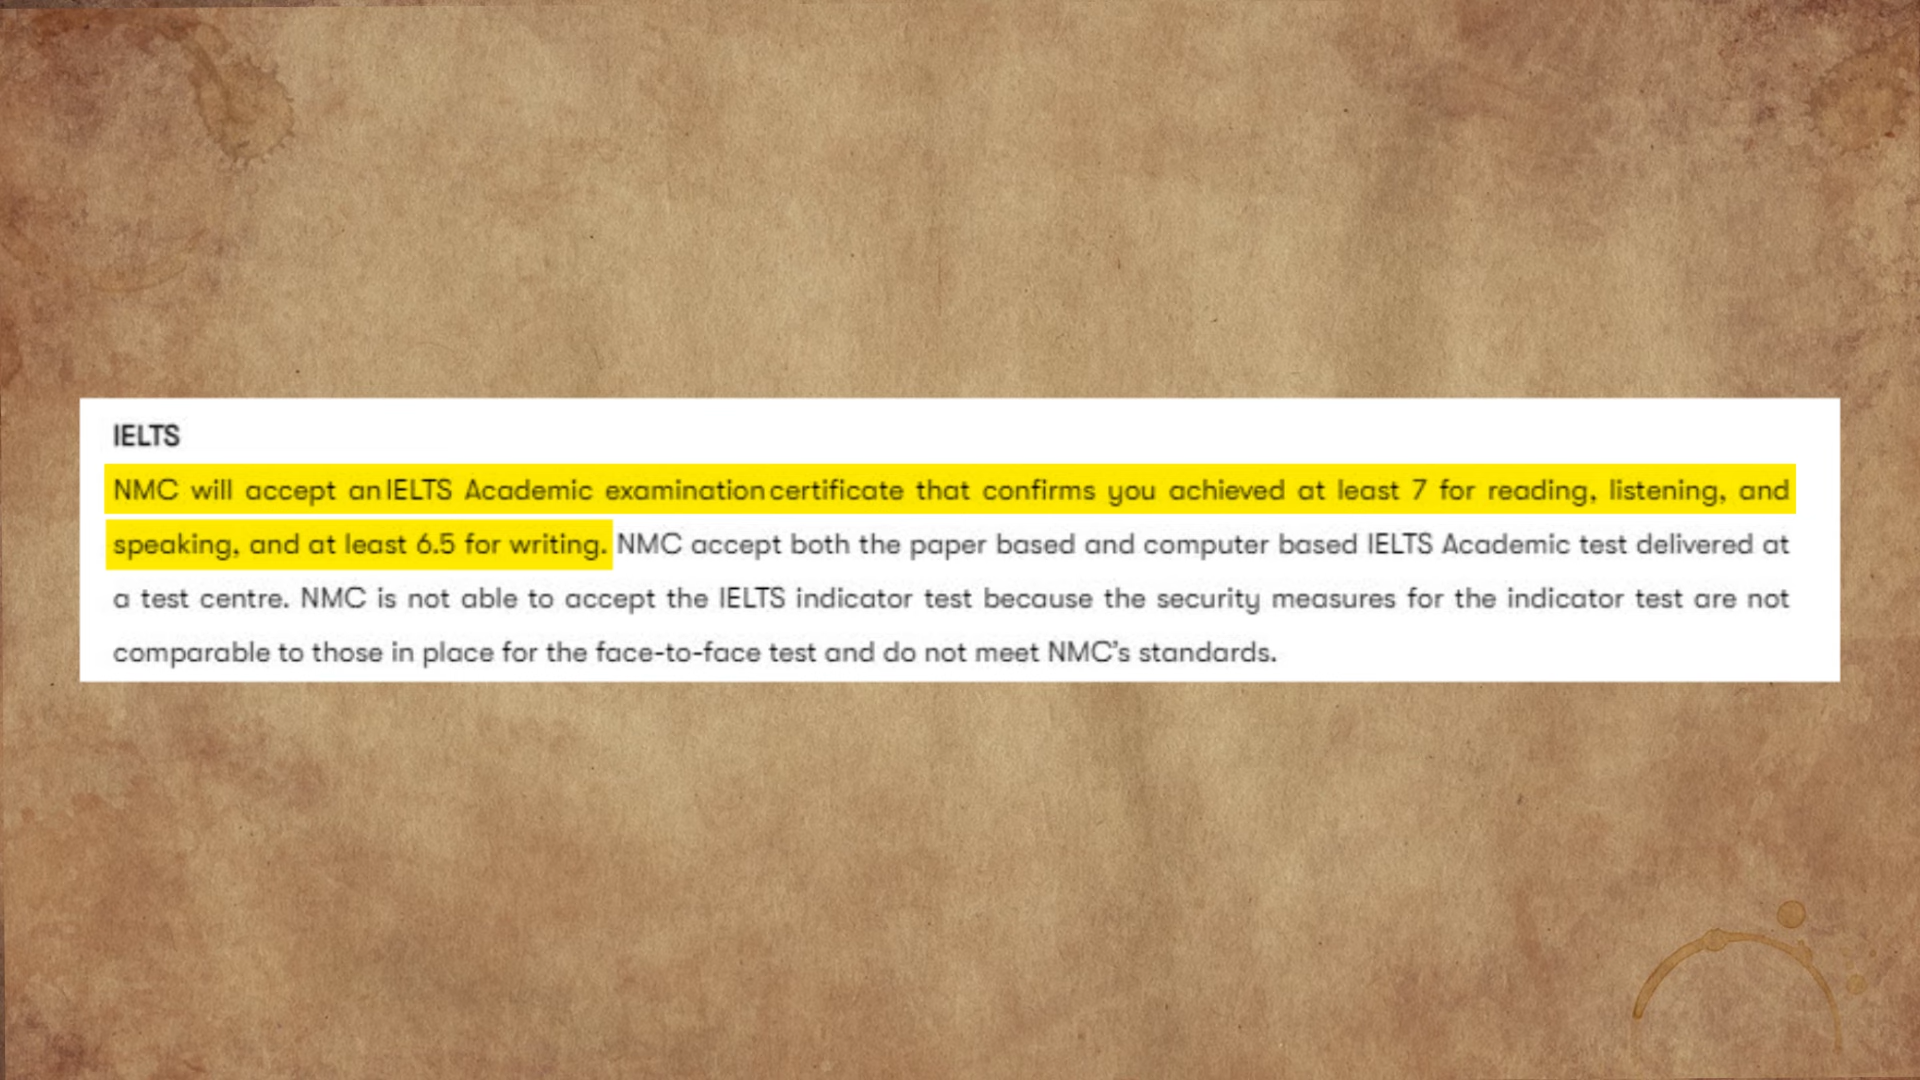 IELTS
NMC will accept an IELTS Academic examination certificate that confirms you achieved at least 7 for reading, listening, and
speaking, and at least 6.5 for writing. NMC accept both the paper based and computer based IELTS Academic test delivered at
a test centre. NMC is not able to accept the IELTS indicator test because the security measures for the indicator test are not
comparable to those in place for the face-to-face test and do not meet NMC’s standards.